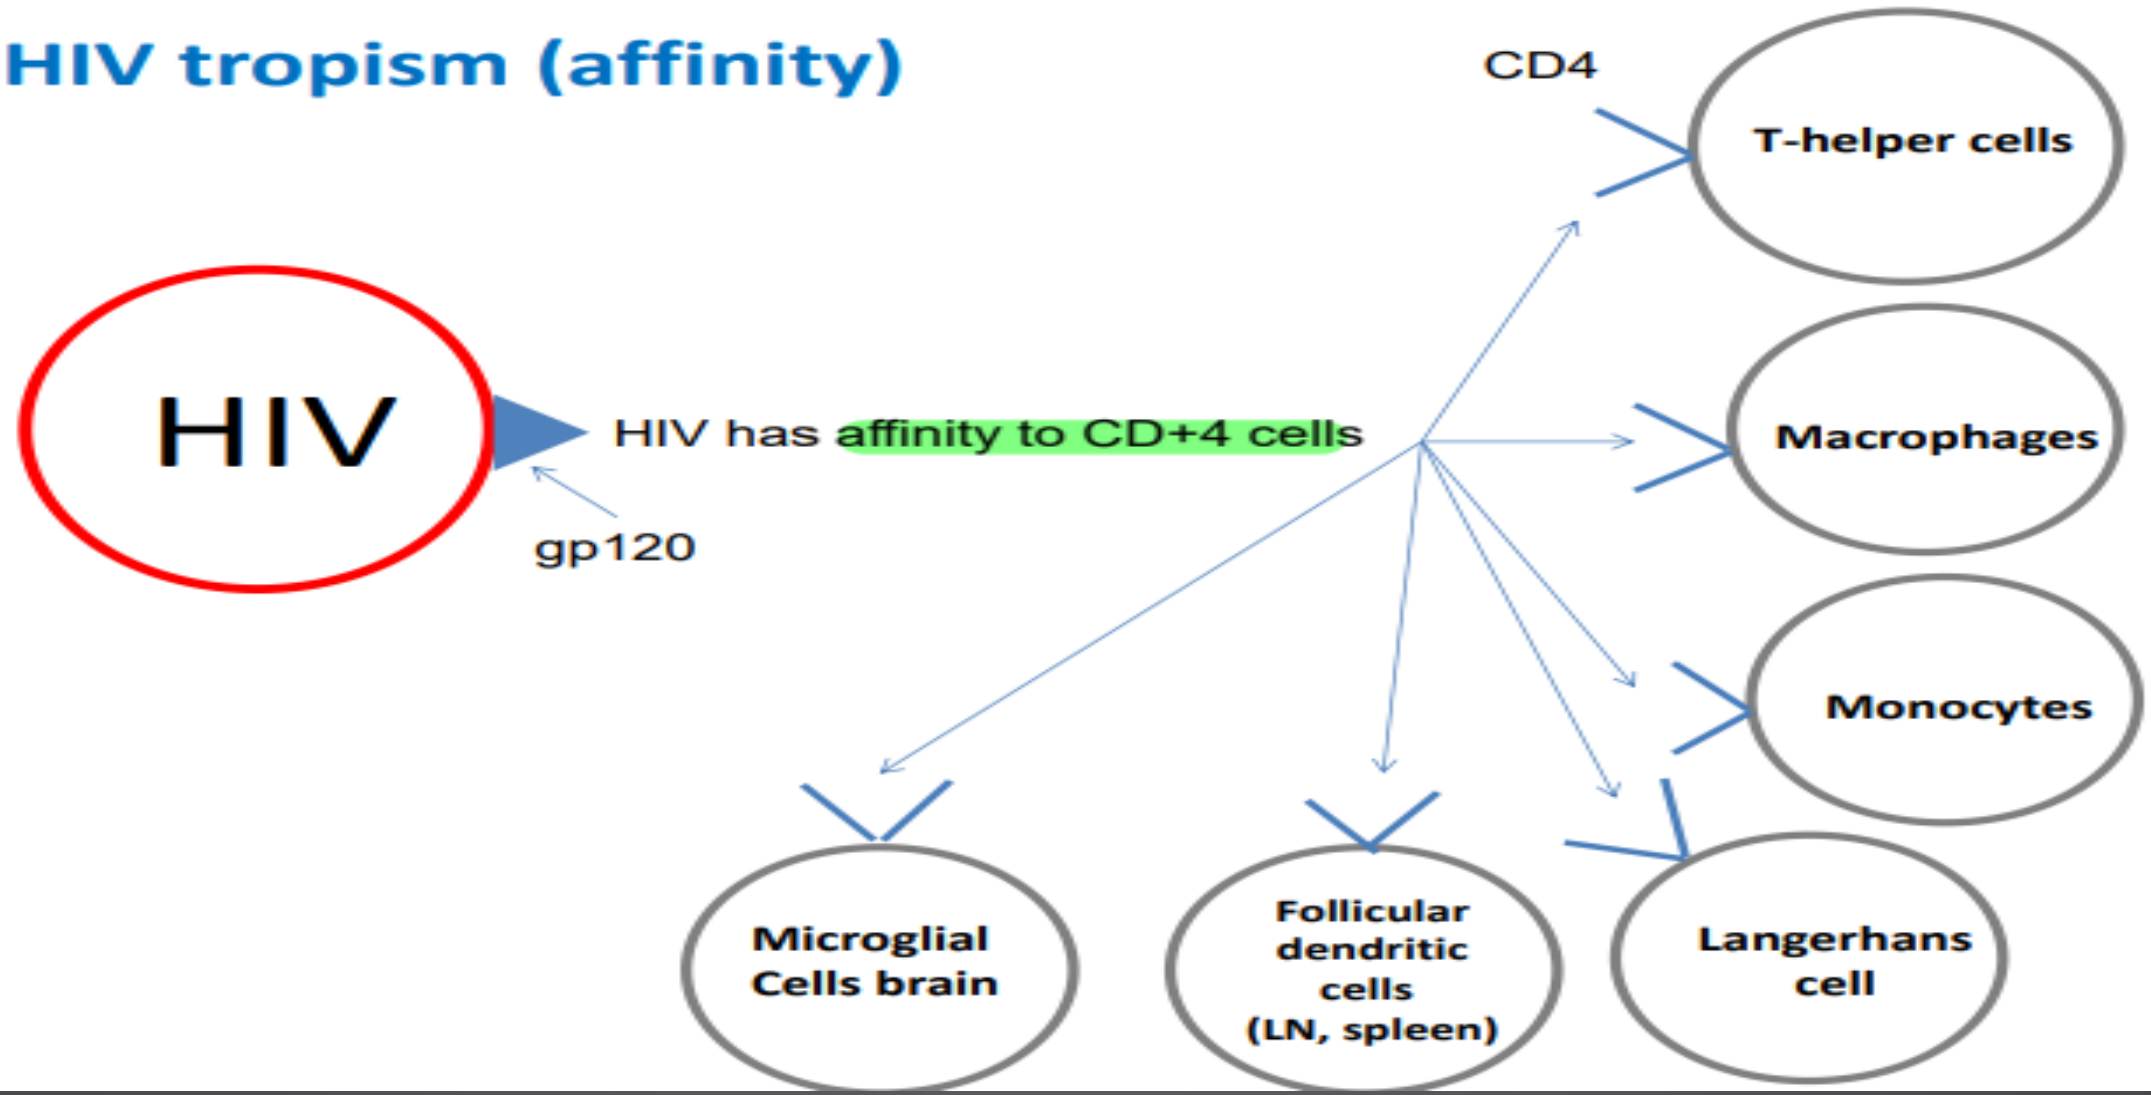 HIV tropism (affinity)
CD4
T-helper cells
HIV
HIV has affinity to CD+4 cells
Macrophages
gp120
Monocytes
Microglial
Cells brain
Follicular
dendritic
cells
(LN, spleen)
Langerhans
cell